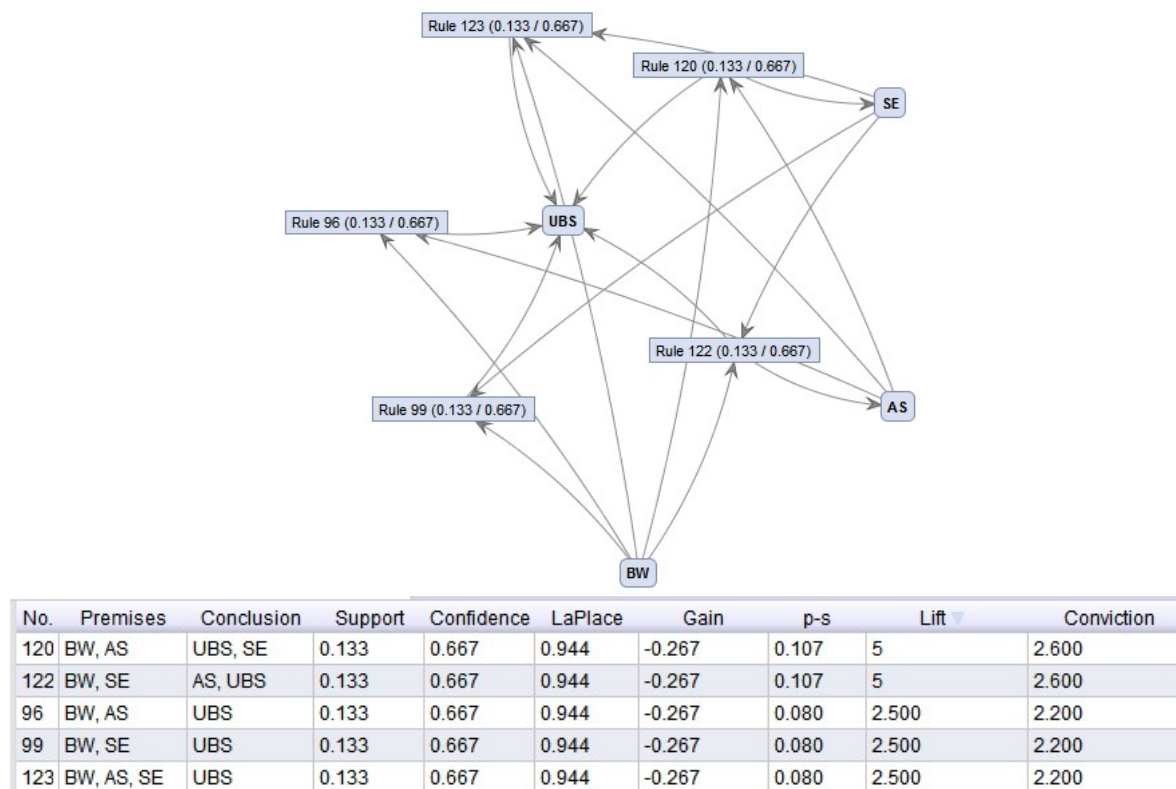 Rule 123 (0.133 / 0.667)
Rule 120 (0.133 / 0.667)
SE
Rule 96 (0.133 / 0.667)
UBS
Rule 122 (0.133 / 0.667)
Rule 99 (0.133 / 0.667)
AS
BW
No. Premises Conclusion Support Confidence LaPlace Gain p-s Lift Conviction
120 BW, AS UBS, SE 0.133 0.667 0.944 -0.267 0.107 5 2.600
122 BW, SE AS, UBS 0.133 0.667 0.944 -0.267 0.107 5 2.600
96 BW, AS UBS 0.133 0.667 0.944 -0.267 0.080 2.500 2.200
99 BW, SE UBS 0.133 0.667 0.944 -0.267 0.080 2.500 2.200
123 BW, AS, SE UBS 0.133 0.667 0.944 -0.267 0.080 2.500 2.200